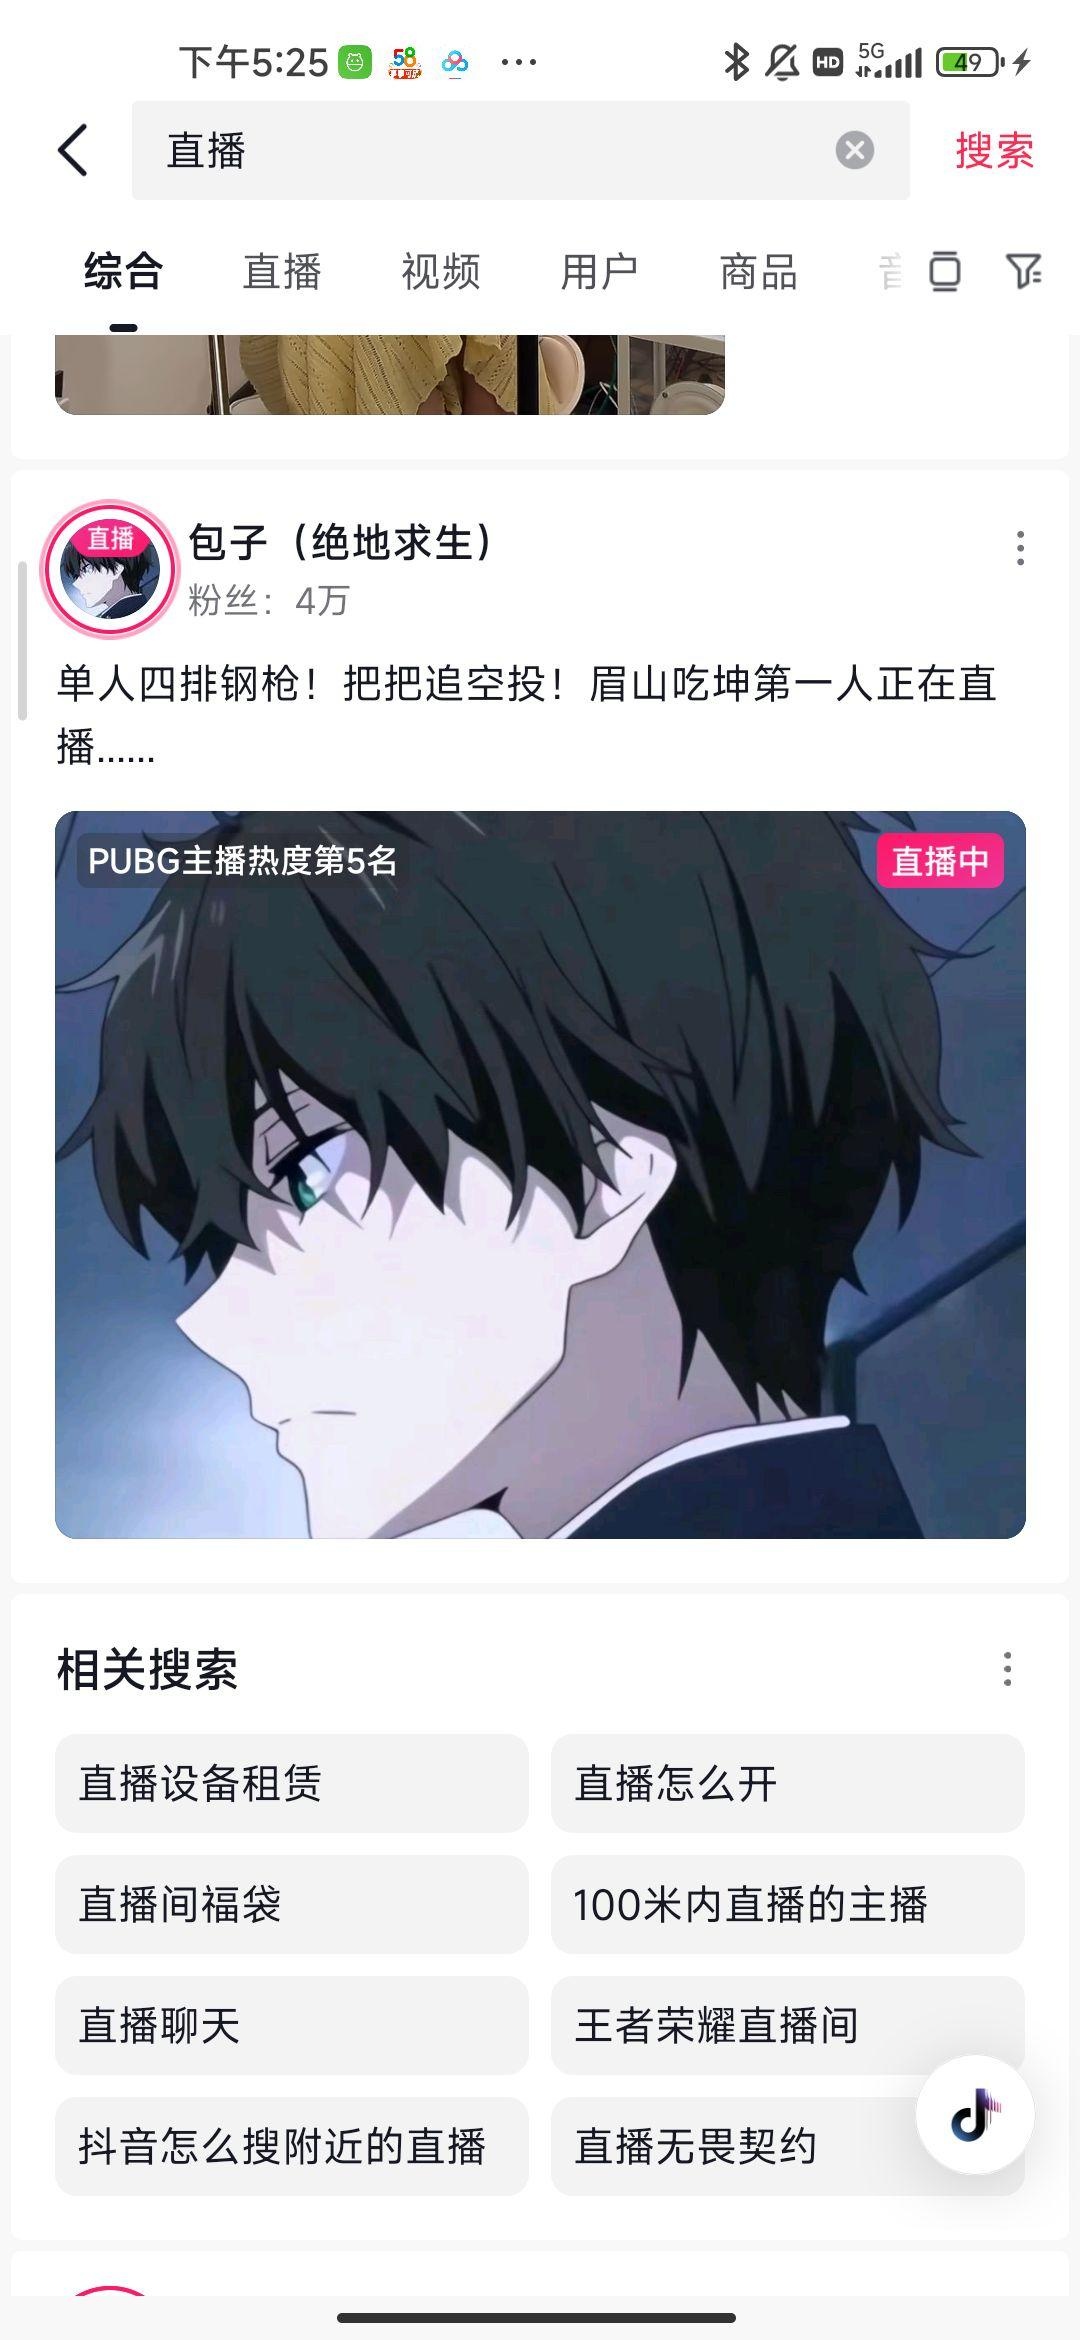 下午5:25
58
HD
5G
49
直播
搜索
综合
直播
视频
用户
商品
直播
包子（绝地求生）
粉丝：4万
单人四排钢枪！把把追空投！眉山吃坤第一人正在直
播......
PUBG主播热度第5名
直播中
相关搜索
直播设备租赁
直播怎么开
直播间福袋
100米内直播的主播
直播聊天
王者荣耀直播间
抖音怎么搜附近的直播
直播无畏契约